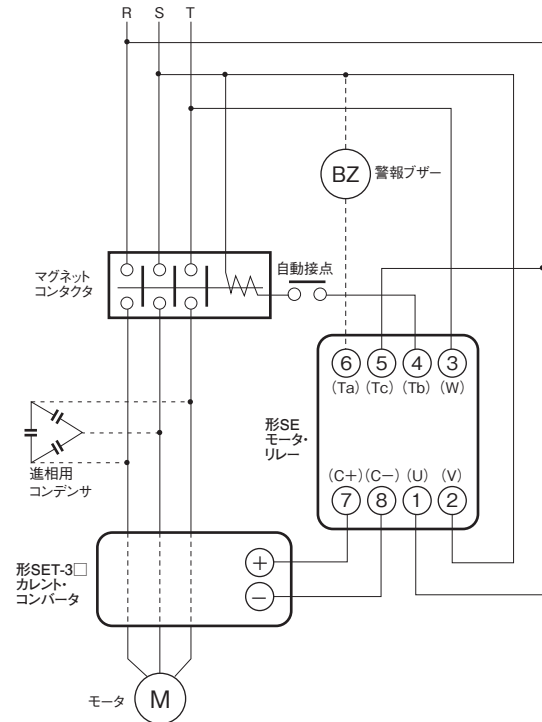 R S T
BZ 警報ブザー
マグネット
コンタクタ
自動接点
6 5 4 3
(Ta) (Tc) (Tb) (W)
形SE
モータ・
リレー
(C+) (C−) (U) (V)
7 8 1 2
進相用
コンデンサ
形SET-3□
カレント・
コンバータ
+
−
モータ M